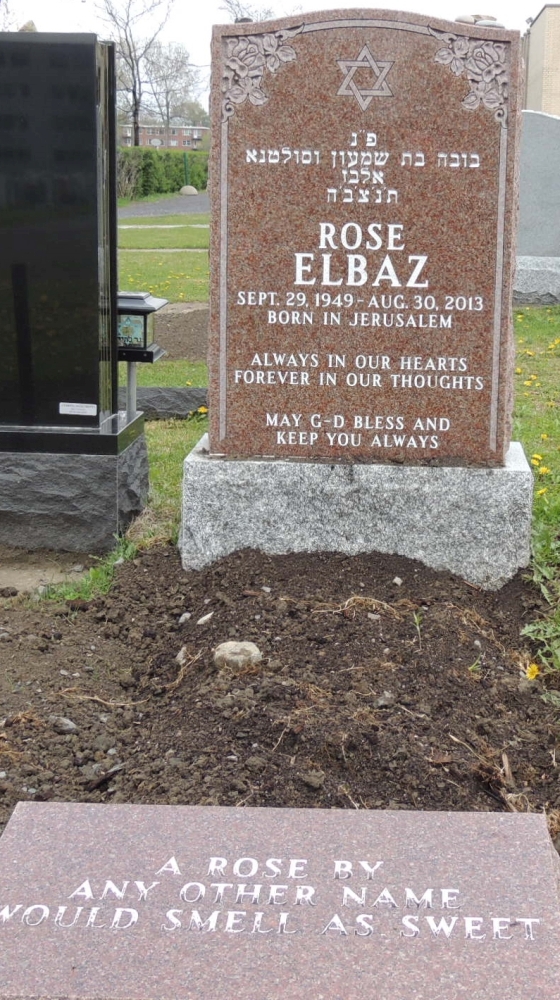 פ״נ
בובה בת שמעון וסולטנא
אלבז
ת׳נ׳צ׳ב׳ה
ROSE
ELBAZ
SEPT. 29, 1949 - AUG. 30, 2013
BORN IN JERUSALEM
ALWAYS IN OUR HEARTS
FOREVER IN OUR THOUGHTS
MAY G-D BLESS AND
KEEP YOU ALWAYS
A ROSE BY
ANY OTHER NAME
WOULD SMELL AS SWEET